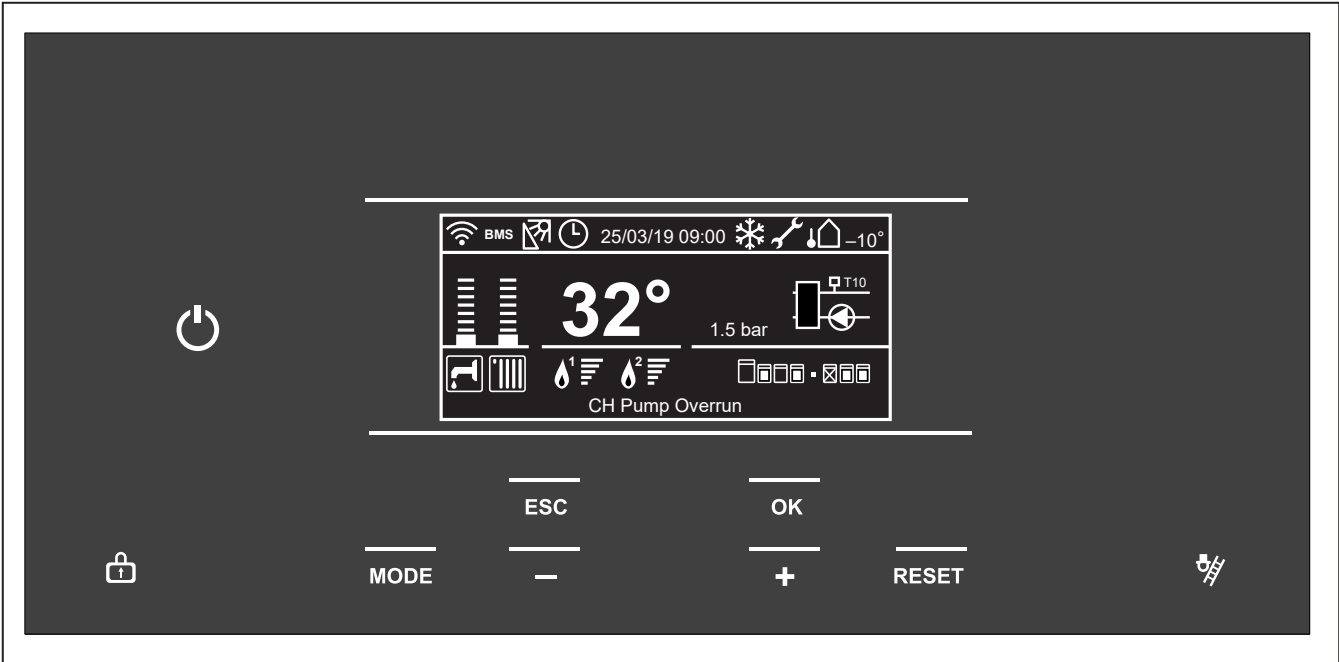 BMS 25/03/19 09:00 –10°
T10
32°
1.5 bar
1 2
CH Pump Overrun
ESC OK
MODE – + RESET